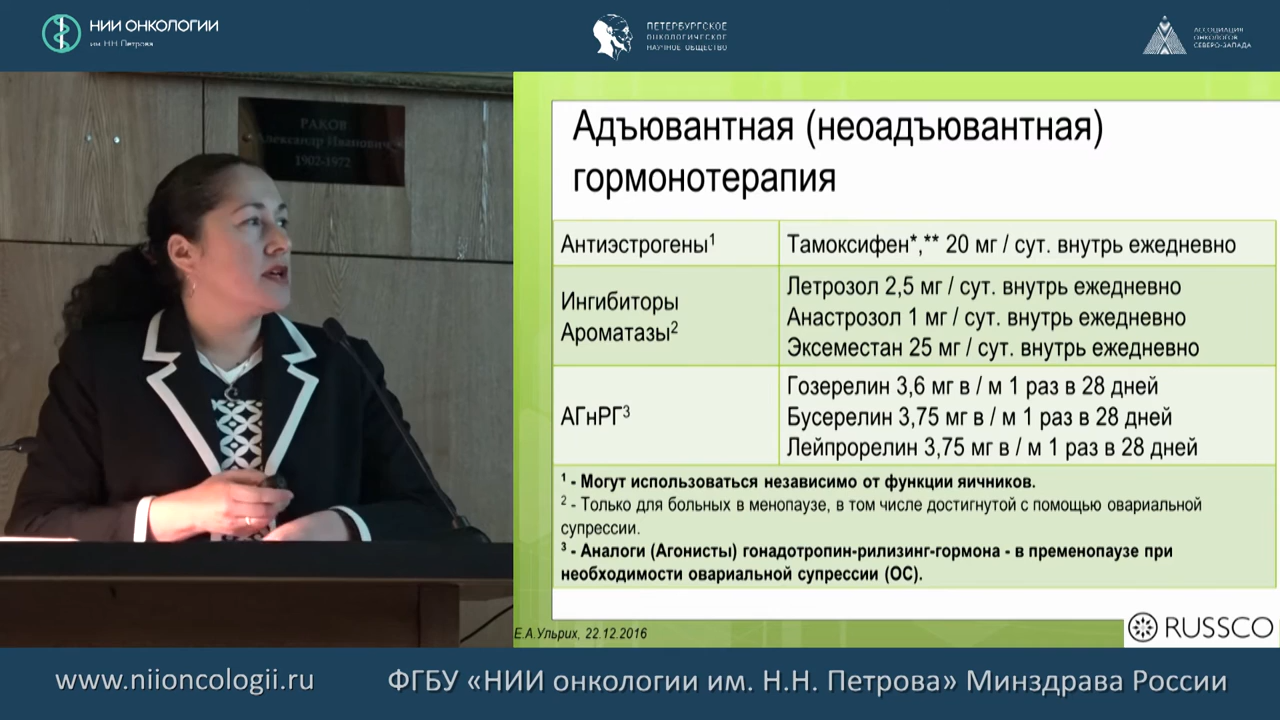 НИИ ОНКОЛОГИИ
им. НН Петрова
ПЕТЕРБУРГСКОЕ
ОНКОЛОГИЧЕСКОЕ
НАУЧНОЕ ОБЩЕСТВО
АССОЦИАЦИЯ
ОНКОЛОГОВ
СЕВЕРО-ЗАПАДА
РАКОВ
Александр Иванович
1902-1972
Адъювантная (неоадъювантная)
гормонотерапия
Антиэстрогены¹
Тамоксифен*,** 20 мг / сут. внутрь ежедневно
Ингибиторы
Ароматазы²
Летрозол 2,5 мг / сут. внутрь ежедневно
Анастрозол 1 мг / сут. внутрь ежедневно
Эксеместан 25 мг / сут. внутрь ежедневно
АГнРГ³
Гозерелин 3,6 мг в / м 1 раз в 28 дней
Бусерелин 3,75 мг в / м 1 раз в 28 дней
Лейпрорелин 3,75 мг в / м 1 раз в 28 дней
¹ - Могут использоваться независимо от функции яичников.
² - Только для больных в менопаузе, в том числе достигнутой с помощью овариальной
супрессии.
³ - Аналоги (Агонисты) гонадотропин-рилизинг-гормона - в пременопаузе при
необходимости овариальной супрессии (ОС).
Е.А.Ульрих, 22.12.2016
RUSSCO
www.niioncologii.ru
ФГБУ «НИИ онкологии им. Н.Н. Петрова» Минздрава России